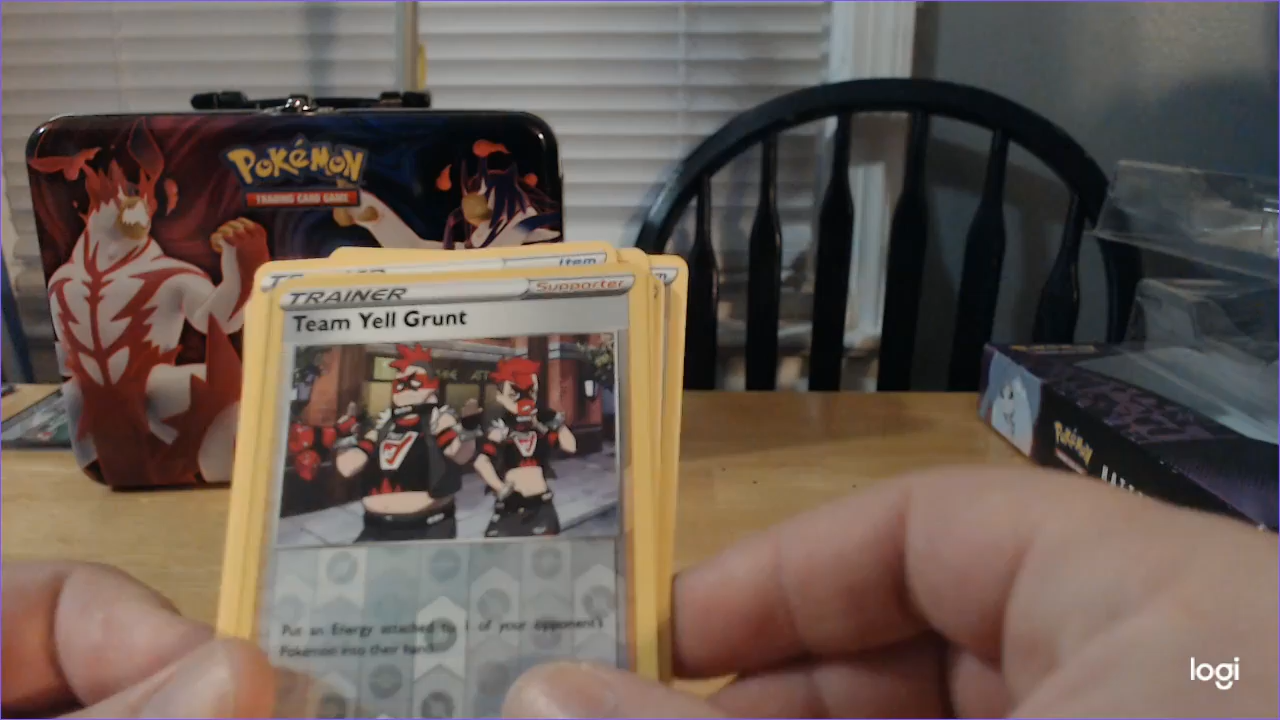 POKéMON
TRADING CARD GAME
Item
TRAINER
Supporter
Team Yell Grunt
Put an Energy attached to 1 of your opponent's
Pokémon into their hand.
Pokémon
logi